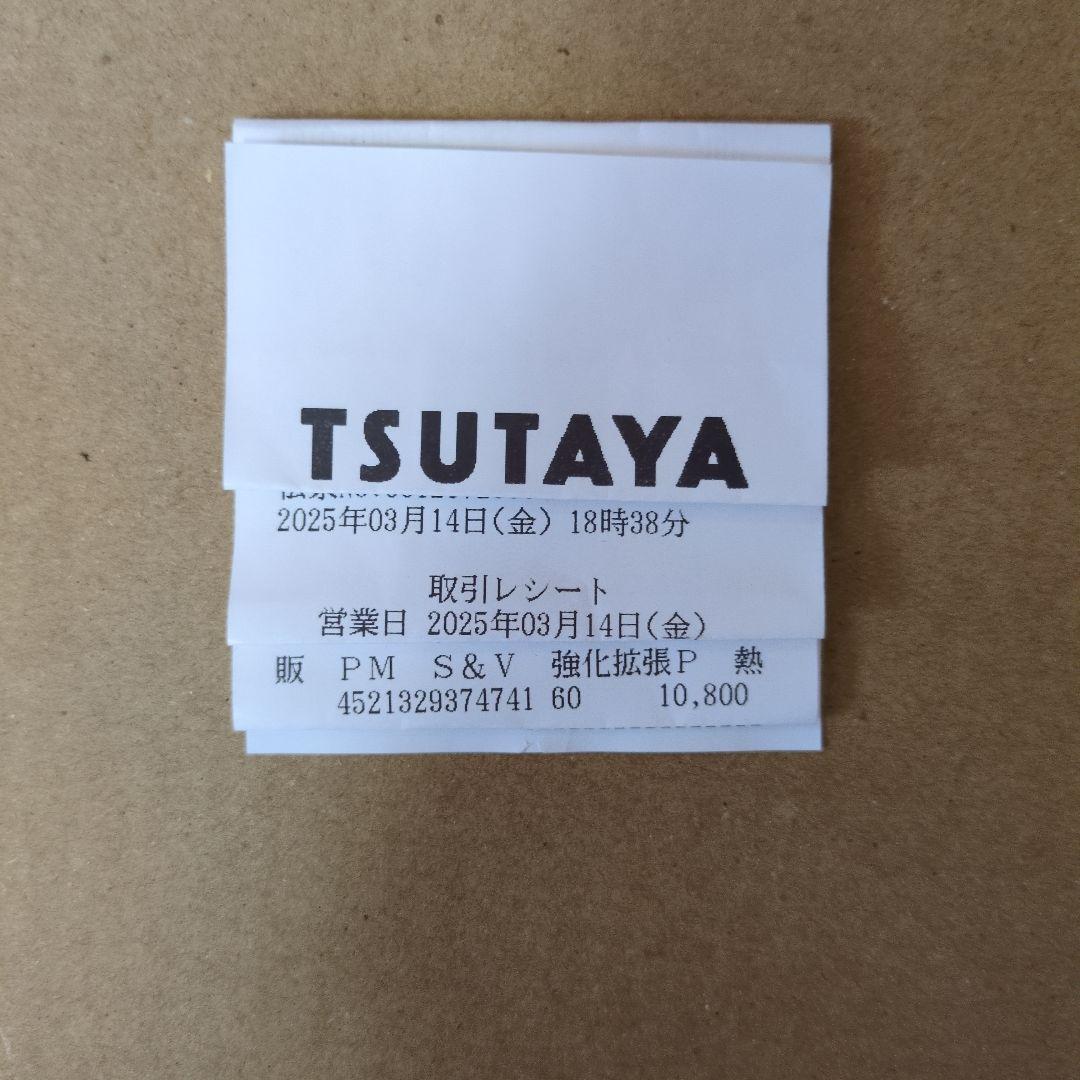 TSUTAYA
2025年03月14日(金) 18時38分
取引レシート
営業日 2025年03月14日(金)
販 PM S&V 強化拡張P 熱
4521329374741 60 10,800